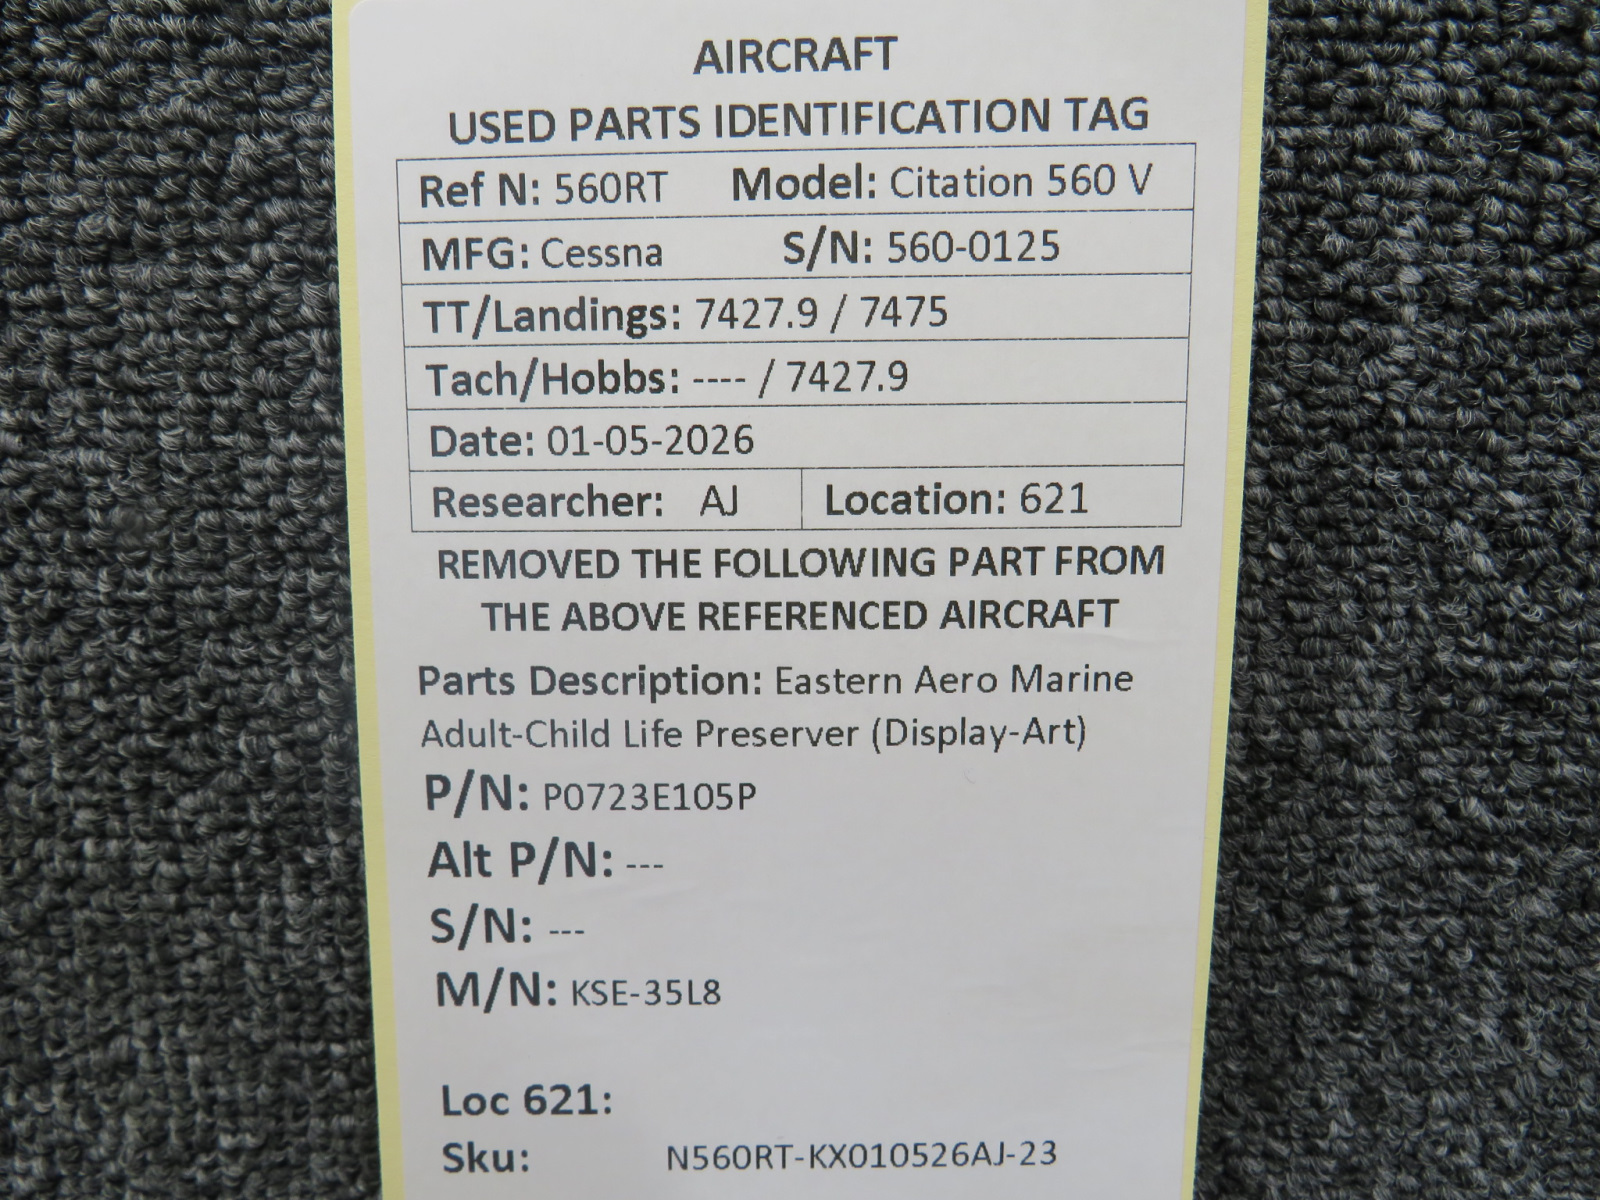 AIRCRAFT
USED PARTS IDENTIFICATION TAG
Ref N: 560RT Model: Citation 560 V
MFG: Cessna S/N: 560-0125
TT/Landings: 7427.9 / 7475
Tach/Hobbs: ---- / 7427.9
Date: 01-05-2026
Researcher: AJ Location: 621
REMOVED THE FOLLOWING PART FROM
THE ABOVE REFERENCED AIRCRAFT
Parts Description: Eastern Aero Marine
Adult-Child Life Preserver (Display-Art)
P/N: P0723E105P
Alt P/N: ---
S/N: ---
M/N: KSE-35L8
Loc 621:
Sku: N560RT-KX010526AJ-23